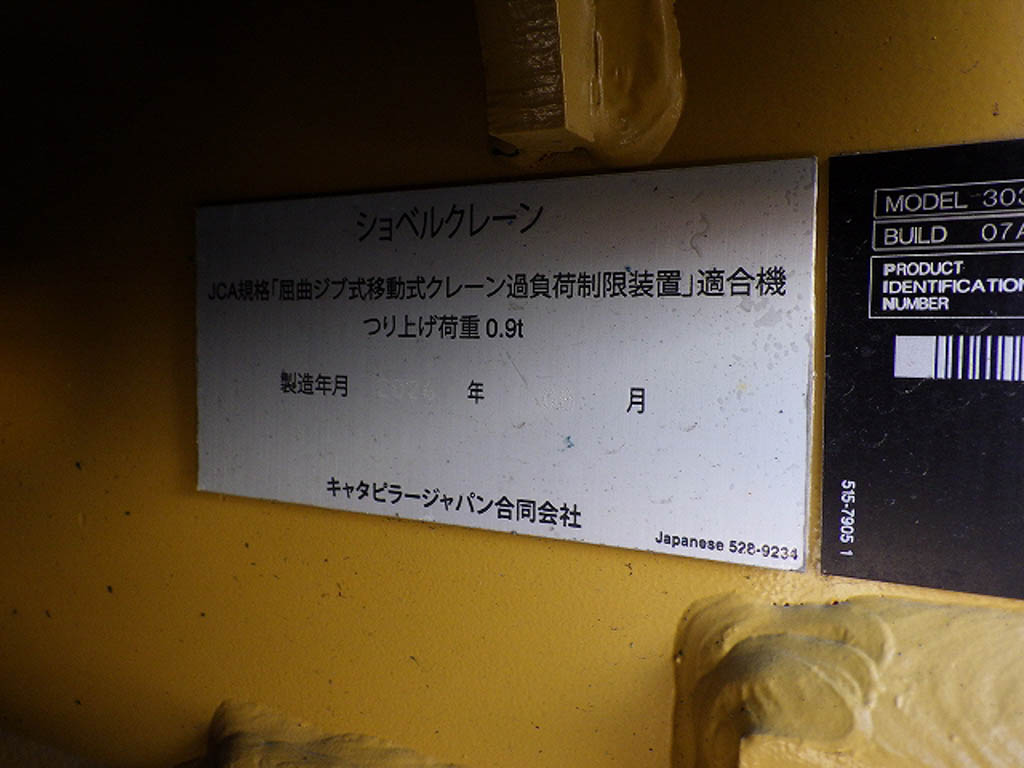 ショベルクレーン
JCA規格「屈曲ジブ式移動式クレーン過負荷制限装置」適合機
つり上げ荷重 0.9t
製造年月 年 月
キャタピラージャパン合同会社
Japanese 528-9234
MODEL 303
BUILD 07A
PRODUCT
IDENTIFICATION
NUMBER
515-7905 1